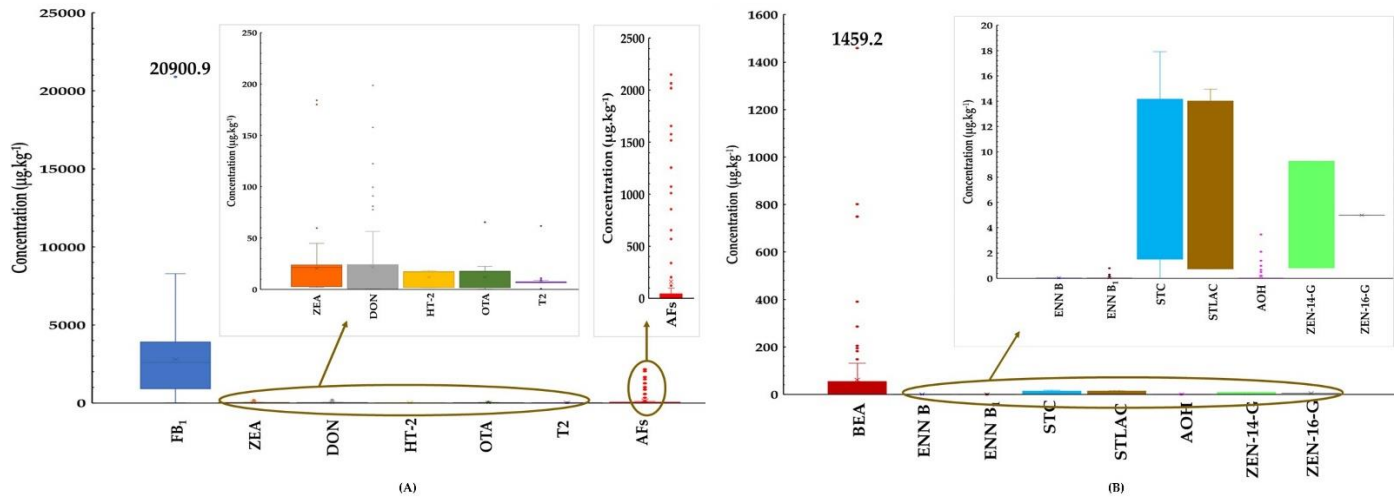 25000
20000
15000
10000
5000
0
Concentration (µg.kg⁻¹)
20900.9
FB₁
ZEA
DON
HT-2
OTA
T2
AFs
250
200
150
100
50
0
Concentration (µg.kg⁻¹)
ZEA
DON
HT-2
OTA
T2
2500
2000
1500
1000
500
0
Concentration (µg.kg⁻¹)
AFs
(A)
1600
1400
1200
1000
800
600
400
200
0
Concentration (µg.kg⁻¹)
1459.2
BEA
ENN B
ENN B₁
STC
STLAC
AOH
ZEN-14-G
ZEN-16-G
20
18
16
14
12
10
8
6
4
2
0
Concentration (µg.kg⁻¹)
ENN B
ENN B₁
STC
STLAC
AOH
ZEN-14-G
ZEN-16-G
(B)